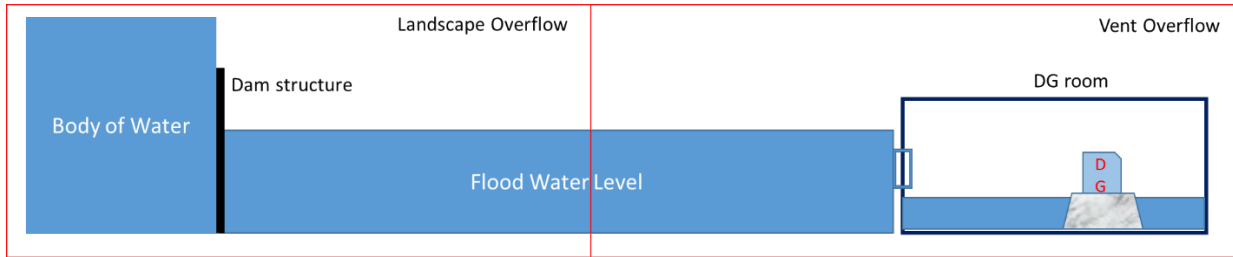 Landscape Overflow
Vent Overflow
Dam structure
DG room
Body of Water
Flood Water Level
D
G